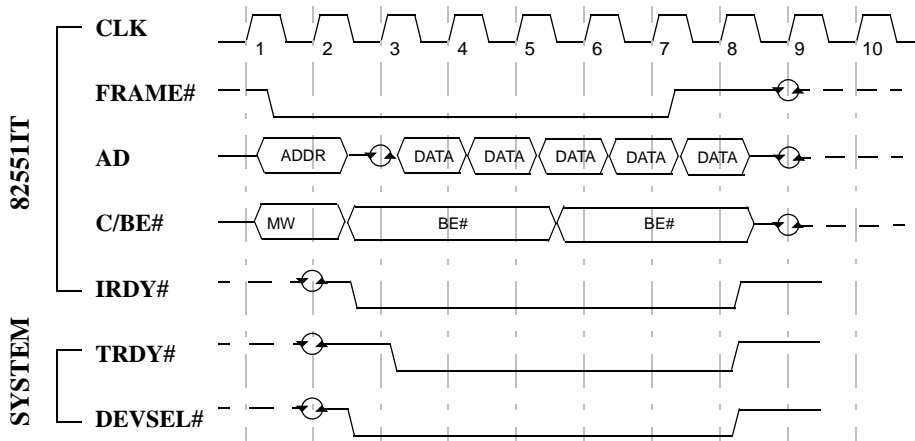 82551IT
SYSTEM
CLK
1 2 3 4 5 6 7 8 9 10
FRAME#
AD
ADDR DATA DATA DATA DATA DATA
C/BE#
MW BE# BE#
IRDY#
TRDY#
DEVSEL#